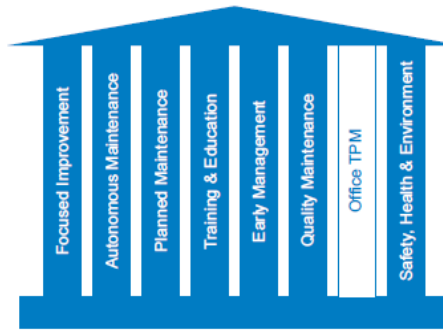 Focused Improvement
Autonomous Maintenance
Planned Maintenance
Training & Education
Early Management
Quality Maintenance
Office TPM
Safety, Health & Environment